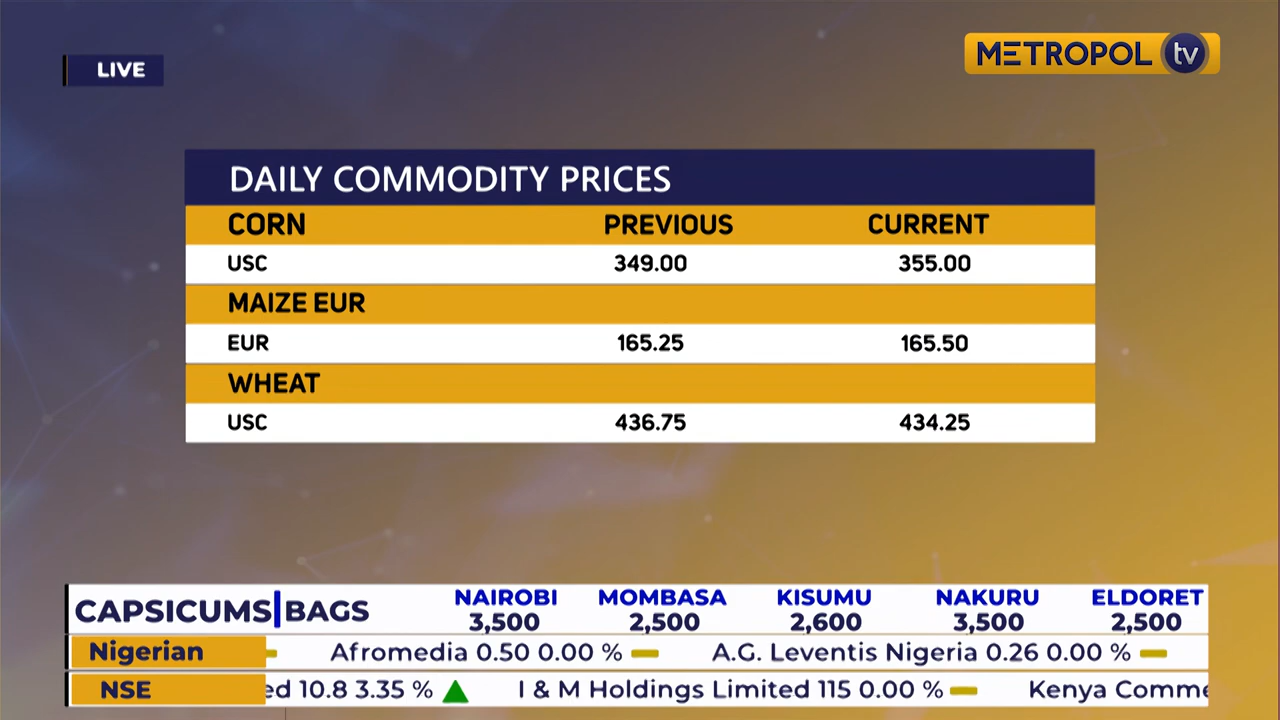 LIVE
METROPOL tv
DAILY COMMODITY PRICES
CORN PREVIOUS CURRENT
USC 349.00 355.00
MAIZE EUR
EUR 165.25 165.50
WHEAT
USC 436.75 434.25
CAPSICUMS BAGS
NAIROBI MOMBASA KISUMU NAKURU ELDORET
3,500 2,500 2,600 3,500 2,500
Nigerian Afromedia 0.50 0.00 % A.G. Leventis Nigeria 0.26 0.00 %
NSE ed 10.8 3.35 % I & M Holdings Limited 115 0.00 % Kenya Comme